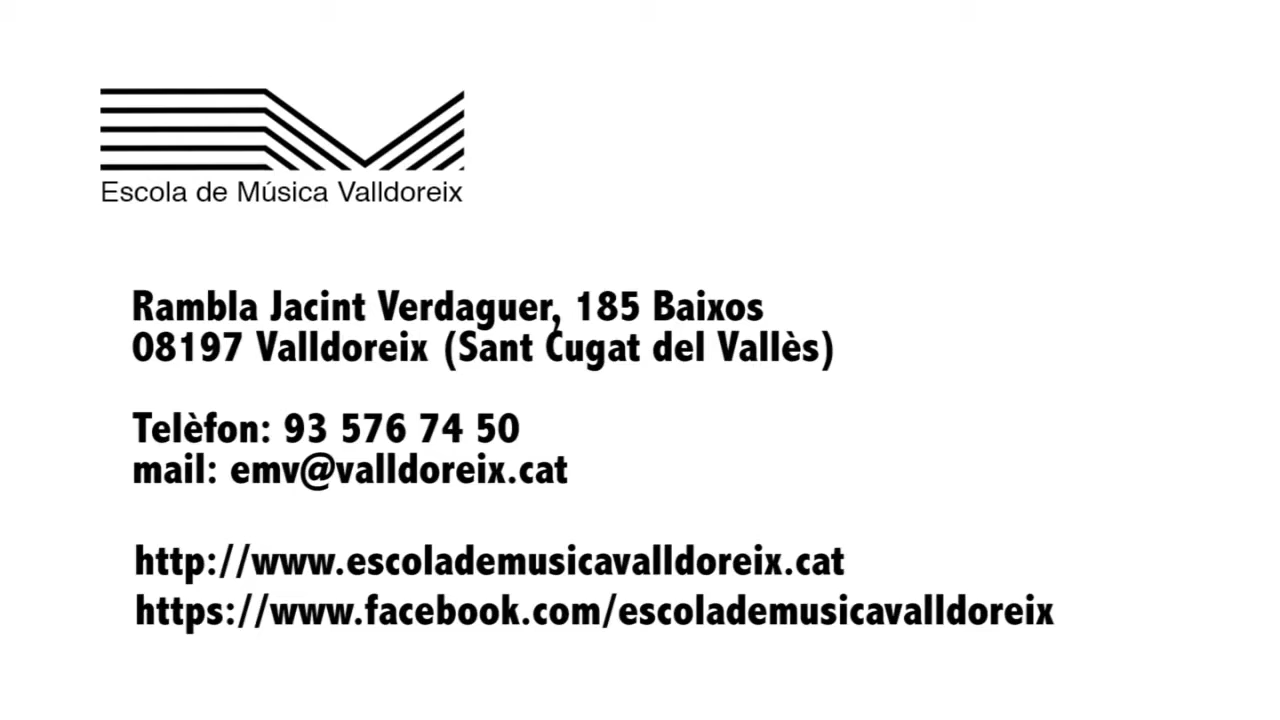 Escola de Música Valldoreix
Rambla Jacint Verdaguer, 185 Baixos
08197 Valldoreix (Sant Cugat del Vallès)
Telèfon: 93 576 74 50
mail: emv@valldoreix.cat
http://www.escolademusicavalldoreix.cat
https://www.facebook.com/escolademusicavalldoreix